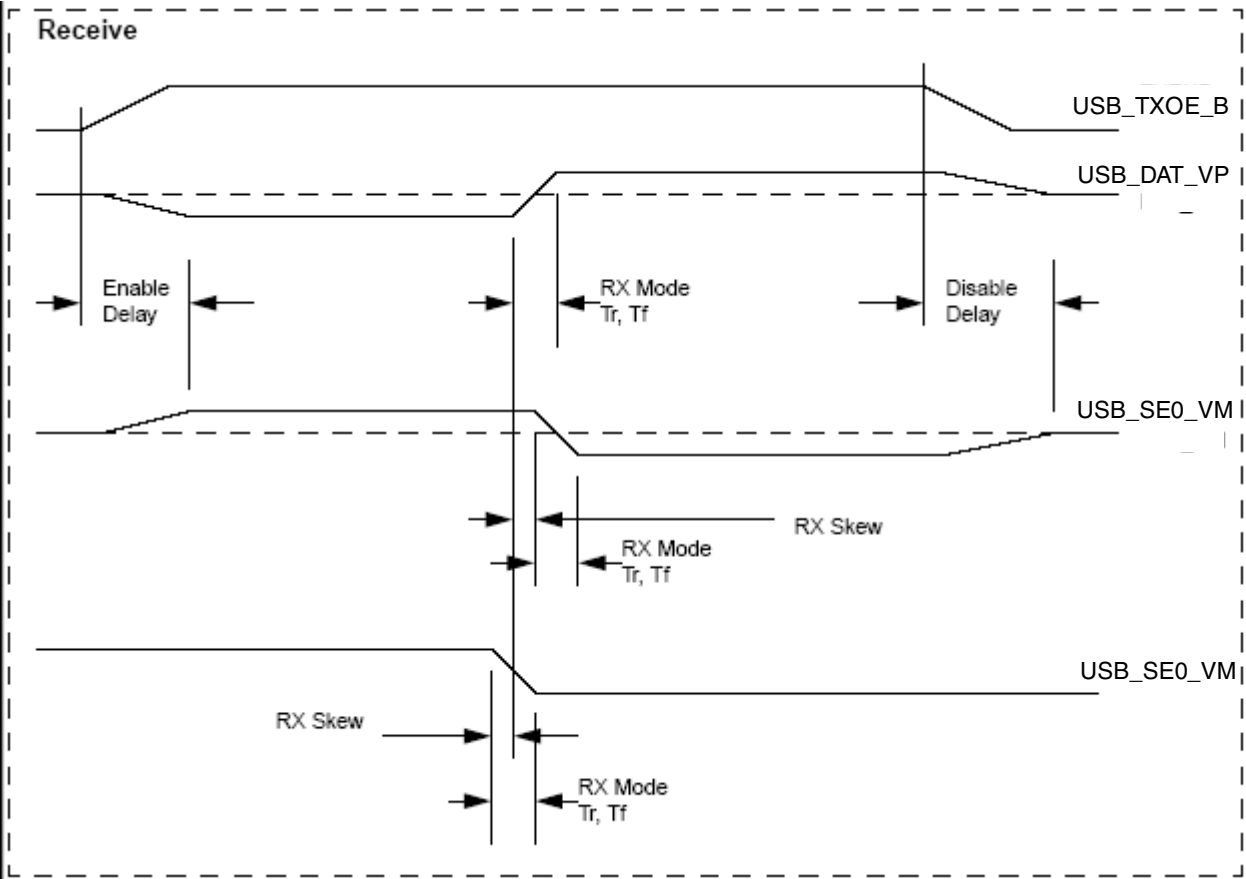 Receive
USB_TXOE_B
USB_DAT_VP
Enable
Delay
RX Mode
Tr, Tf
Disable
Delay
USB_SE0_VM
RX Skew
RX Mode
Tr, Tf
USB_SE0_VM
RX Skew
RX Mode
Tr, Tf